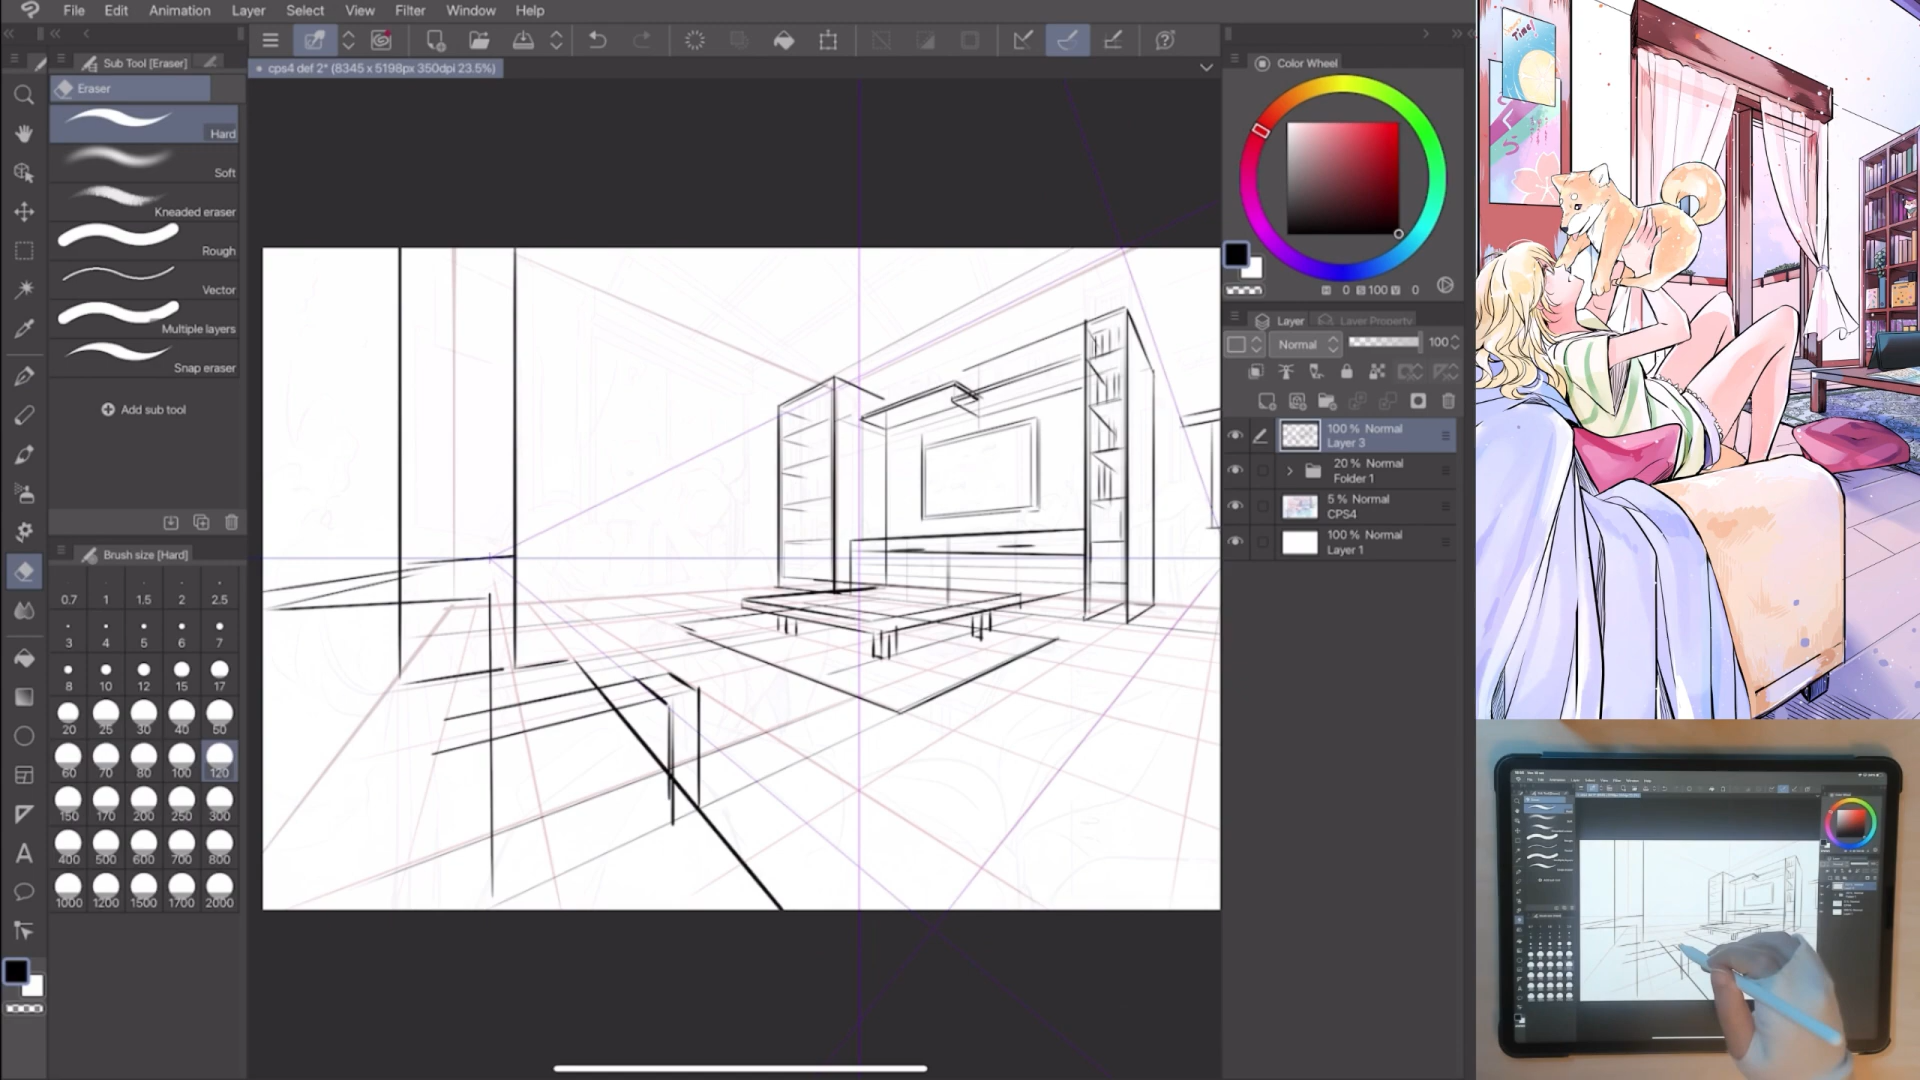 File Edit Animation Layer Select View Filter Window Help
Sub Tool [Eraser]
Eraser
Hard
Soft
Kneaded eraser
Rough
Vector
Multiple layers
Snap eraser
Add sub tool
Brush size [Hard]
0.7 1 1.5 2 2.5
3 4 5 6 7
8 10 12 15 17
20 25 30 40 50
60 70 80 100 120
150 170 200 250 300
400 500 600 700 800
1000 1200 1500 1700 2000
cps4 def 2* (8345 x 5198px 350dpi 23.5%)
Color Wheel
H 0 S 100 V 0
Layer Layer Property
Normal 100
100 % Normal
Layer 3
20 % Normal
Folder 1
5 % Normal
CPS4
100 % Normal
Layer 1
Time!